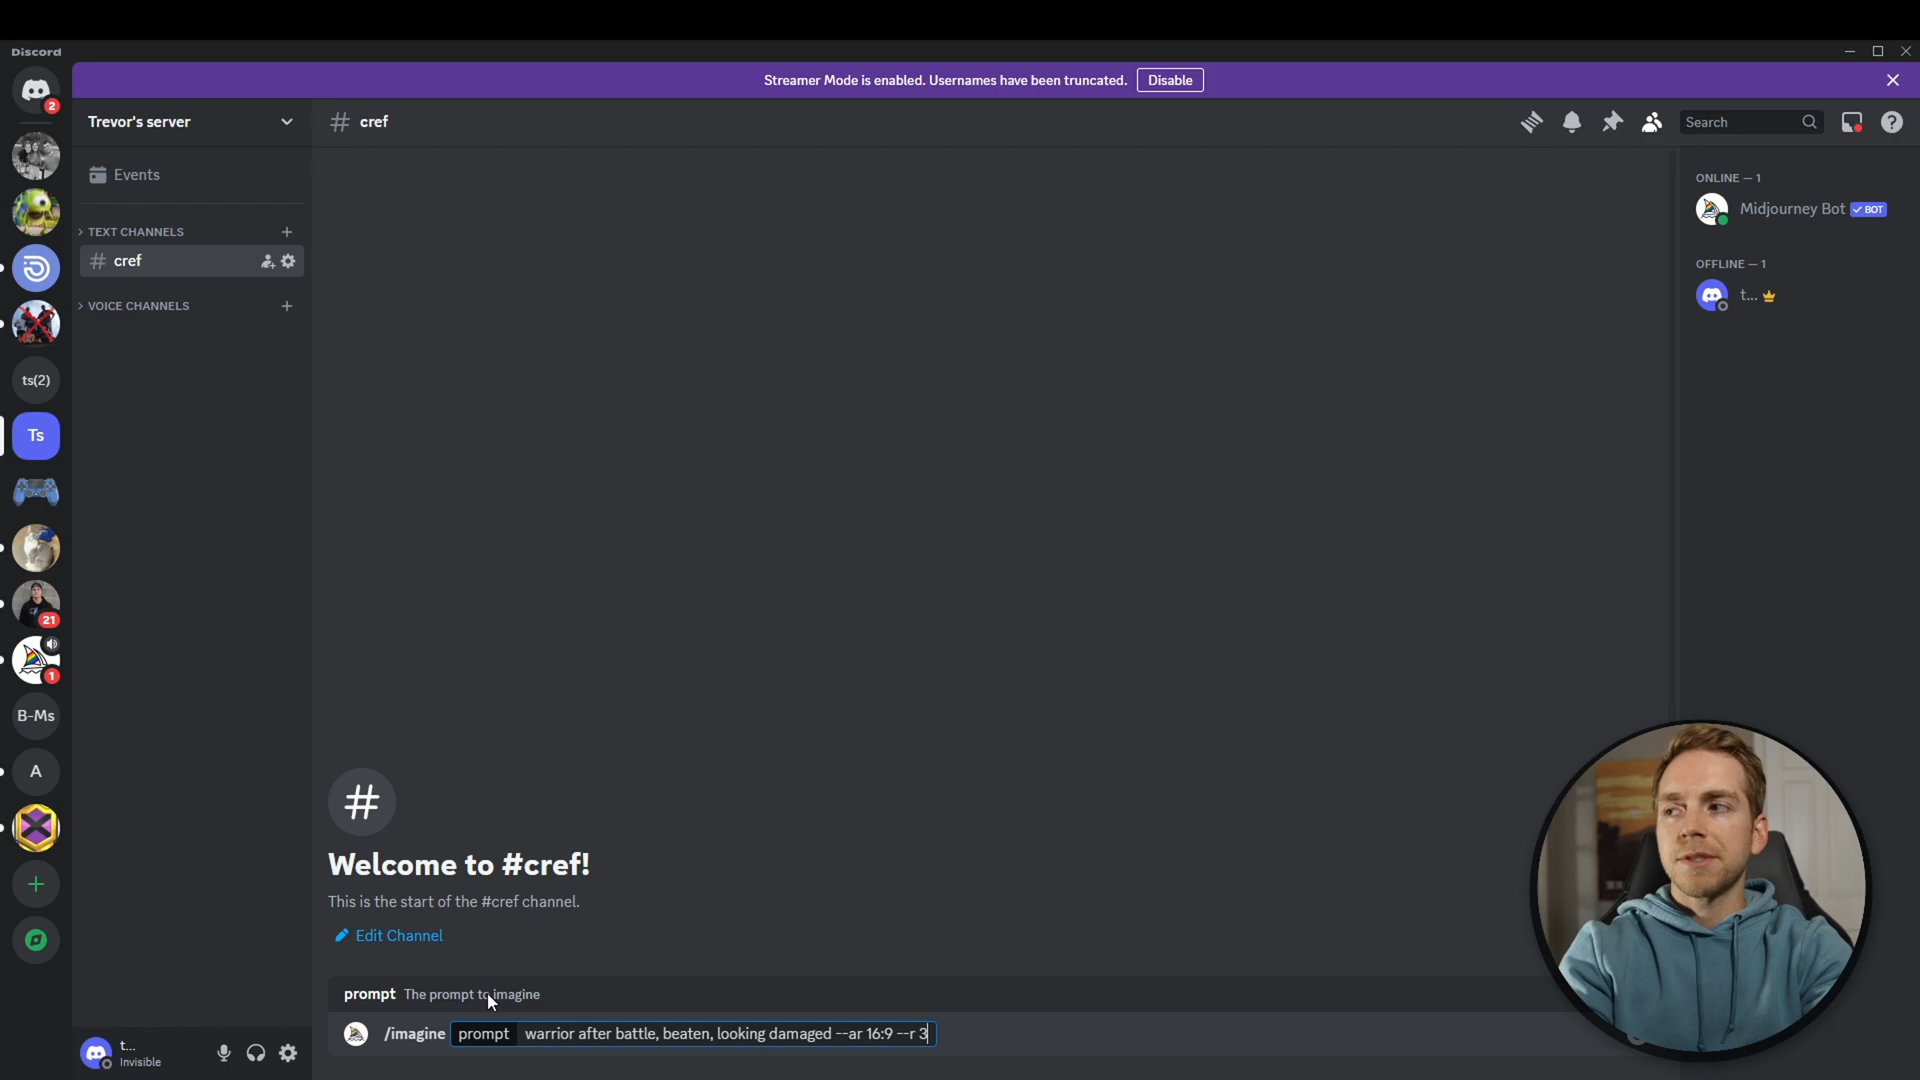 Discord
Streamer Mode is enabled. Usernames have been truncated. Disable
2
Trevor's server
# cref
Search
Events
ONLINE — 1
Midjourney Bot BOT
TEXT CHANNELS
cref
OFFLINE — 1
t...
VOICE CHANNELS
ts(2)
Ts
21
1
B-Ms
A
#
Welcome to #cref!
This is the start of the #cref channel.
Edit Channel
prompt The prompt to imagine
/imagine prompt warrior after battle, beaten, looking damaged --ar 16:9 --r 3
t...
Invisible